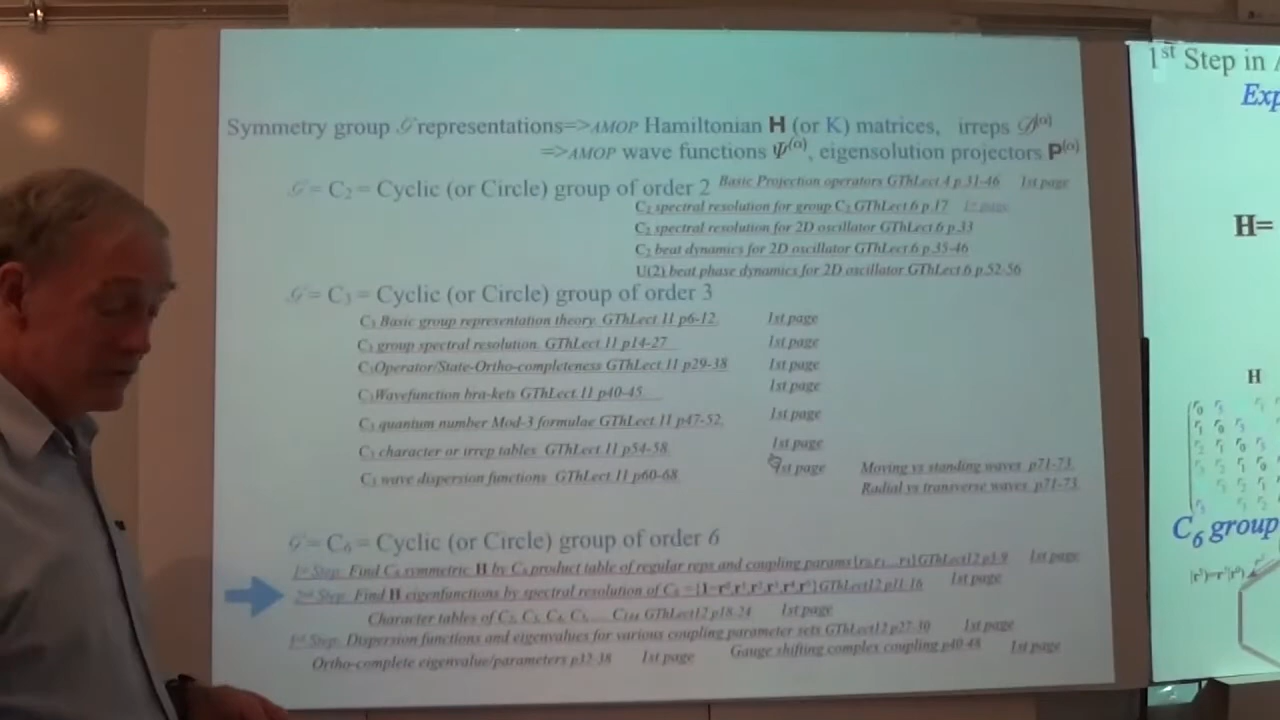 Symmetry group 𝒢 representations=>AMOP Hamiltonian H (or K) matrices, irreps 𝒟(α)
=>AMOP wave functions Ψ(α), eigensolution projectors P(α)
𝒢 = C2 = Cyclic (or Circle) group of order 2 Basic Projection operators GThLect 4 p.31-46 1st page
C2 spectral resolution for group C2 GThLect 6 p.17 1st page
C2 spectral resolution for 2D oscillator GThLect 6 p.33
C2 beat dynamics for 2D oscillator GThLect 6 p.35-46
U(2) beat phase dynamics for 2D oscillator GThLect 6 p.52-56
𝒢 = C3 = Cyclic (or Circle) group of order 3
C3 Basic group representation theory GThLect 11 p6-12 1st page
C3 group spectral resolution GThLect 11 p14-27 1st page
C3 Operator/State-Ortho-completeness GThLect 11 p29-38 1st page
C3 Wavefunction bra-kets GThLect 11 p40-45 1st page
C3 quantum number Mod-3 formulae GThLect 11 p47-52 1st page
C3 character or irrep tables GThLect 11 p54-58 1st page
C3 wave dispersion functions GThLect 11 p60-68 1st page Moving vs standing waves p71-73
Radial vs transverse waves p71-73
𝒢 = C6 = Cyclic (or Circle) group of order 6
1st Step: Find C6 symmetric H by C6 product table of regular reps and coupling params GThLect12 p3-9 1st page
2nd Step: Find H eigenfunctions by spectral resolution of C6 ={1=r0,r1,r2,r3,r4,r5} GThLect12 p11-16 1st page
Character tables of C2, C3, C4, C5,... C144 GThLect12 p18-24 1st page
1st Step: Dispersion functions and eigenvalues for various coupling parameter sets GThLect12 p27-30 1st page
Ortho-complete eigenvalue/parameters p32-38 1st page Gauge shifting complex coupling p40-48 1st page
1st Step in
Exp
H=
H
C6 group